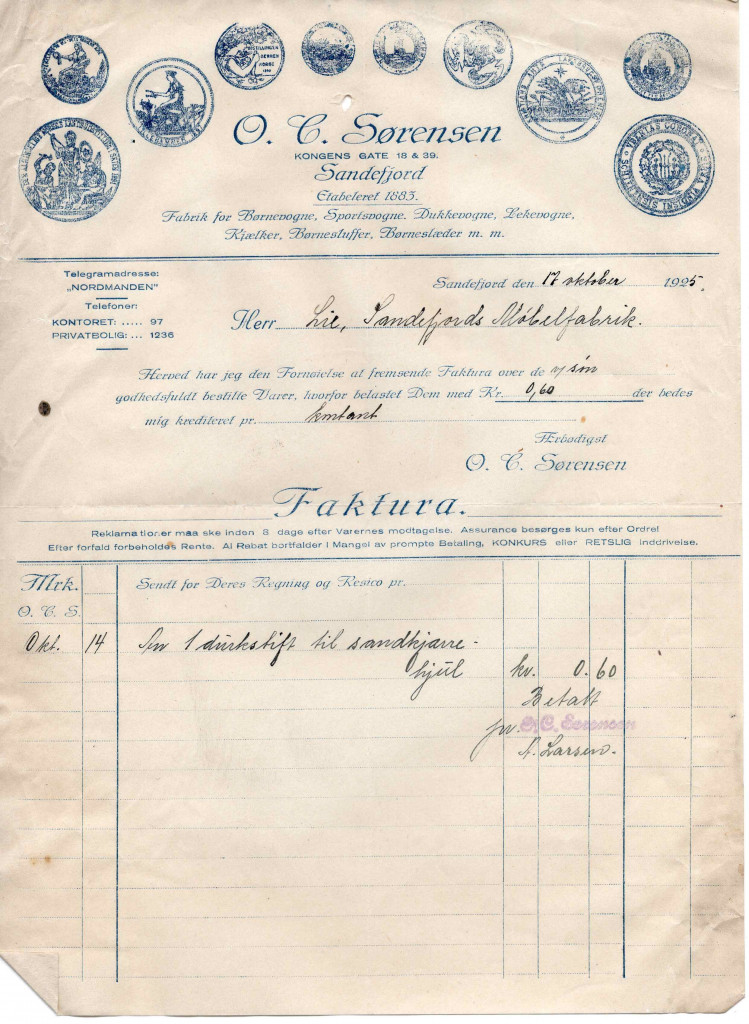 O. C. Sørensen
KONGENS GATE 18 & 39.
Sandefjord
Etableret 1883.
Fabrik for Børnevogne, Sportsvogne, Dukkevogne, Lekevogne,
Kjælker, Børnestuffer, Børneslæder m. m.
Telegramadresse:
„NORDMANDEN"
Telefoner:
KONTORET: ..... 97
PRIVATBOLIG: ... 1236
Sandefjord den 17 oktober 1925.
Herr Lie, Sandefjords Møbelfabrik.
Herved har jeg den Fornøielse at fremsende Faktura over de
godhedsfuldt bestilte Varer, hvorfor belastet Dem med Kr. 0,60 der bedes
mig krediteret pr. kontant
Ærbødigst
O. C. Sørensen
Faktura.
Reklamationer maa ske inden 8 dage efter Varernes modtagelse. Assurance besørges kun efter Ordre!
Efter forfald forbeholdes Rente. Al Rabat bortfalder i Mangel av prompte Betaling, KONKURS eller RETSLIG inddrivelse.
Mrk. Sendt for Deres Regning og Resico pr.
O. C. S.
Okt. 14 An 1 durkstift til sandkjærre-
hjul kr. 0.60
Betalt
pr. O. C. Sørensen
A. Larsen.